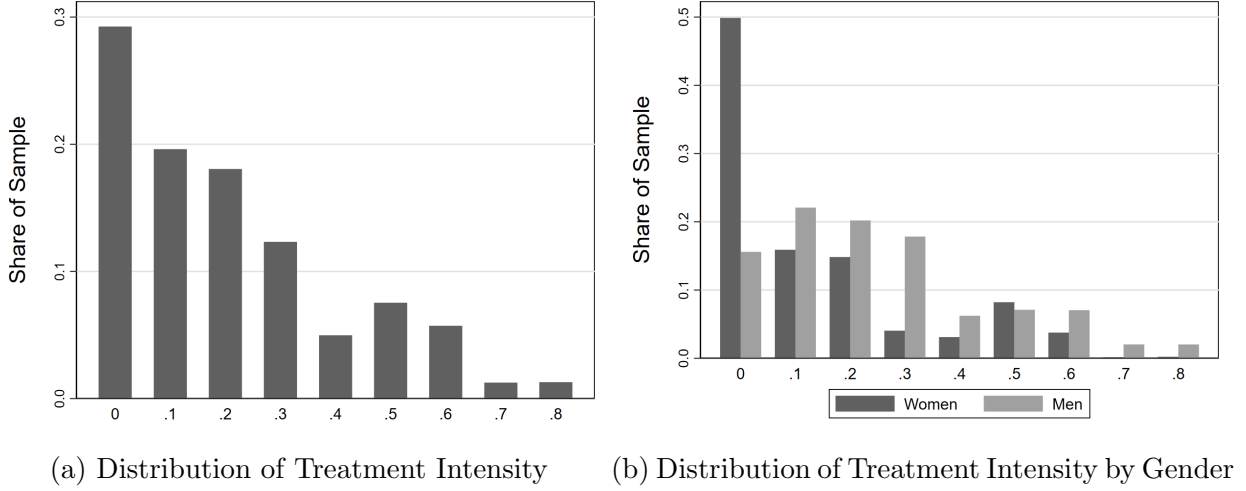 Share of Sample
0.3
0.2
0.1
0.0
0 .1 .2 .3 .4 .5 .6 .7 .8
(a) Distribution of Treatment Intensity
Share of Sample
0.5
0.4
0.3
0.2
0.1
0.0
0 .1 .2 .3 .4 .5 .6 .7 .8
Women Men
(b) Distribution of Treatment Intensity by Gender